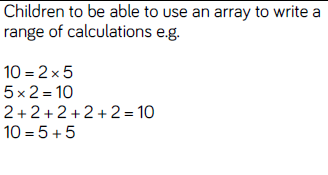 Children to be able to use an array to write a
range of calculations e.g.
10 = 2 × 5
5 × 2 = 10
2 + 2 + 2 + 2 + 2 = 10
10 = 5 + 5